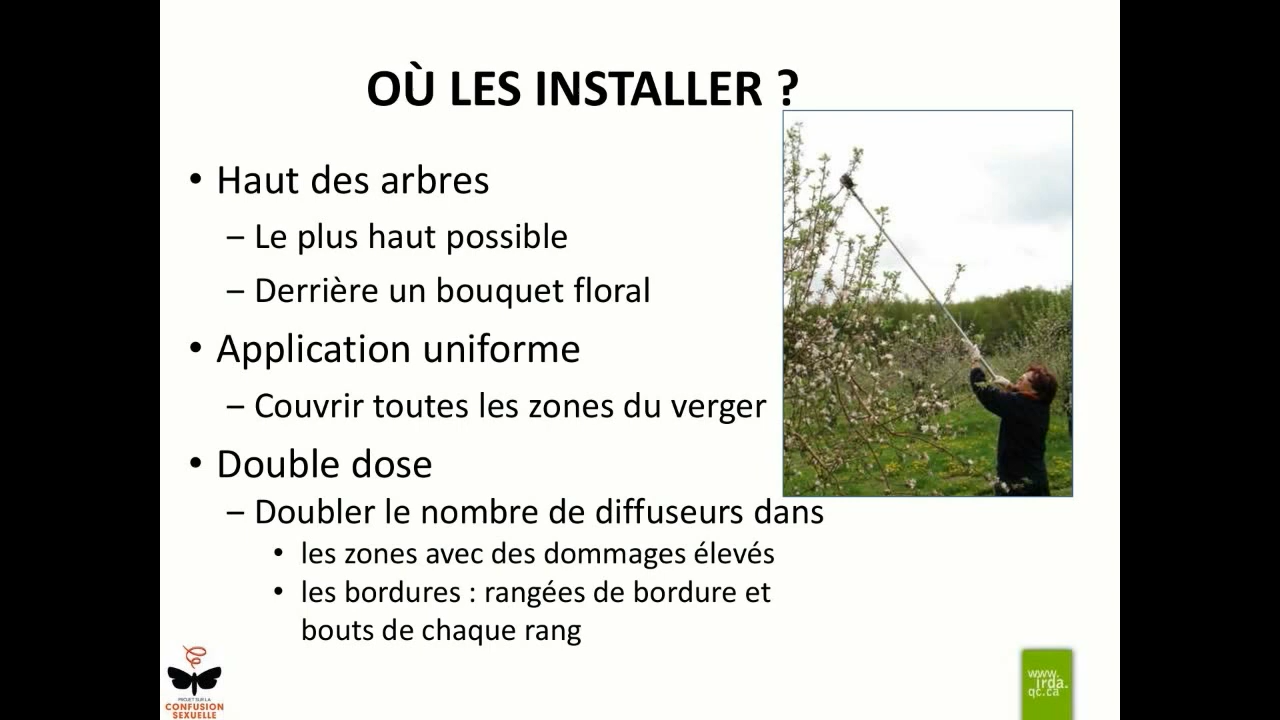 OÙ LES INSTALLER ?
• Haut des arbres
– Le plus haut possible
– Derrière un bouquet floral
• Application uniforme
– Couvrir toutes les zones du verger
• Double dose
– Doubler le nombre de diffuseurs dans
• les zones avec des dommages élevés
• les bordures : rangées de bordure et
bouts de chaque rang
PROJET SUR LA
CONFUSION
SEXUELLE
www.
irda.
qc.ca